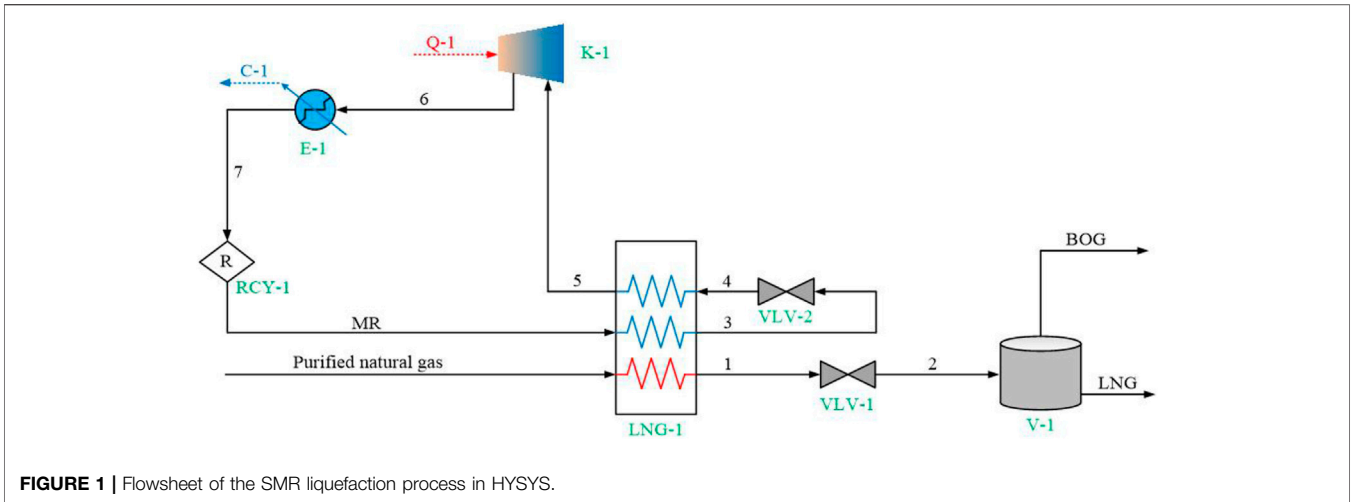 Q-1
K-1
C-1
6
E-1
7
BOG
R
RCY-1
5
4
VLV-2
MR
3
Purified natural gas
1
2
VLV-1
LNG
LNG-1
V-1
FIGURE 1 | Flowsheet of the SMR liquefaction process in HYSYS.